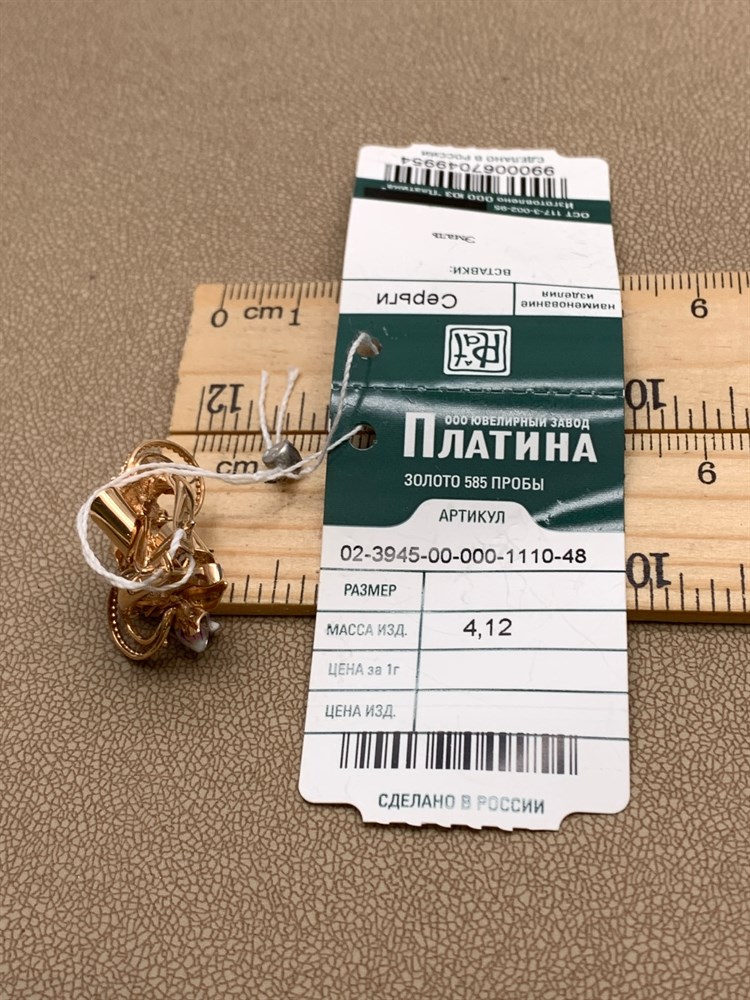 СДЕЛАНО В РОССИИ
9900067049954
Изготовлено ООО ЮЗ "Платина"
ОСТ 117-3-002-95
Эмаль
ВСТАВКИ:
наименование изделия
Серьги
Plat
ООО ЮВЕЛИРНЫЙ ЗАВОД
ПЛАТИНА
ЗОЛОТО 585 ПРОБЫ
АРТИКУЛ
02-3945-00-000-1110-48
РАЗМЕР
МАССА ИЗД. 4,12
ЦЕНА за 1г
ЦЕНА ИЗД.
СДЕЛАНО В РОССИИ
0 cm 1 6
12 10
cm 6
10